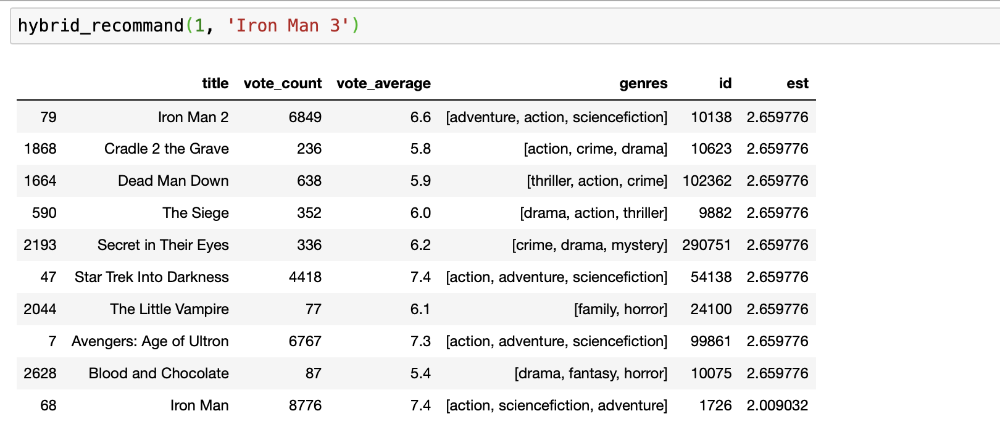 hybrid_recommand(1, 'Iron Man 3')
title vote_count vote_average genres id est
79 Iron Man 2 6849 6.6 [adventure, action, sciencefiction] 10138 2.659776
1868 Cradle 2 the Grave 236 5.8 [action, crime, drama] 10623 2.659776
1664 Dead Man Down 638 5.9 [thriller, action, crime] 102362 2.659776
590 The Siege 352 6.0 [drama, action, thriller] 9882 2.659776
2193 Secret in Their Eyes 336 6.2 [crime, drama, mystery] 290751 2.659776
47 Star Trek Into Darkness 4418 7.4 [action, adventure, sciencefiction] 54138 2.659776
2044 The Little Vampire 77 6.1 [family, horror] 24100 2.659776
7 Avengers: Age of Ultron 6767 7.3 [action, adventure, sciencefiction] 99861 2.659776
2628 Blood and Chocolate 87 5.4 [drama, fantasy, horror] 10075 2.659776
68 Iron Man 8776 7.4 [action, sciencefiction, adventure] 1726 2.009032